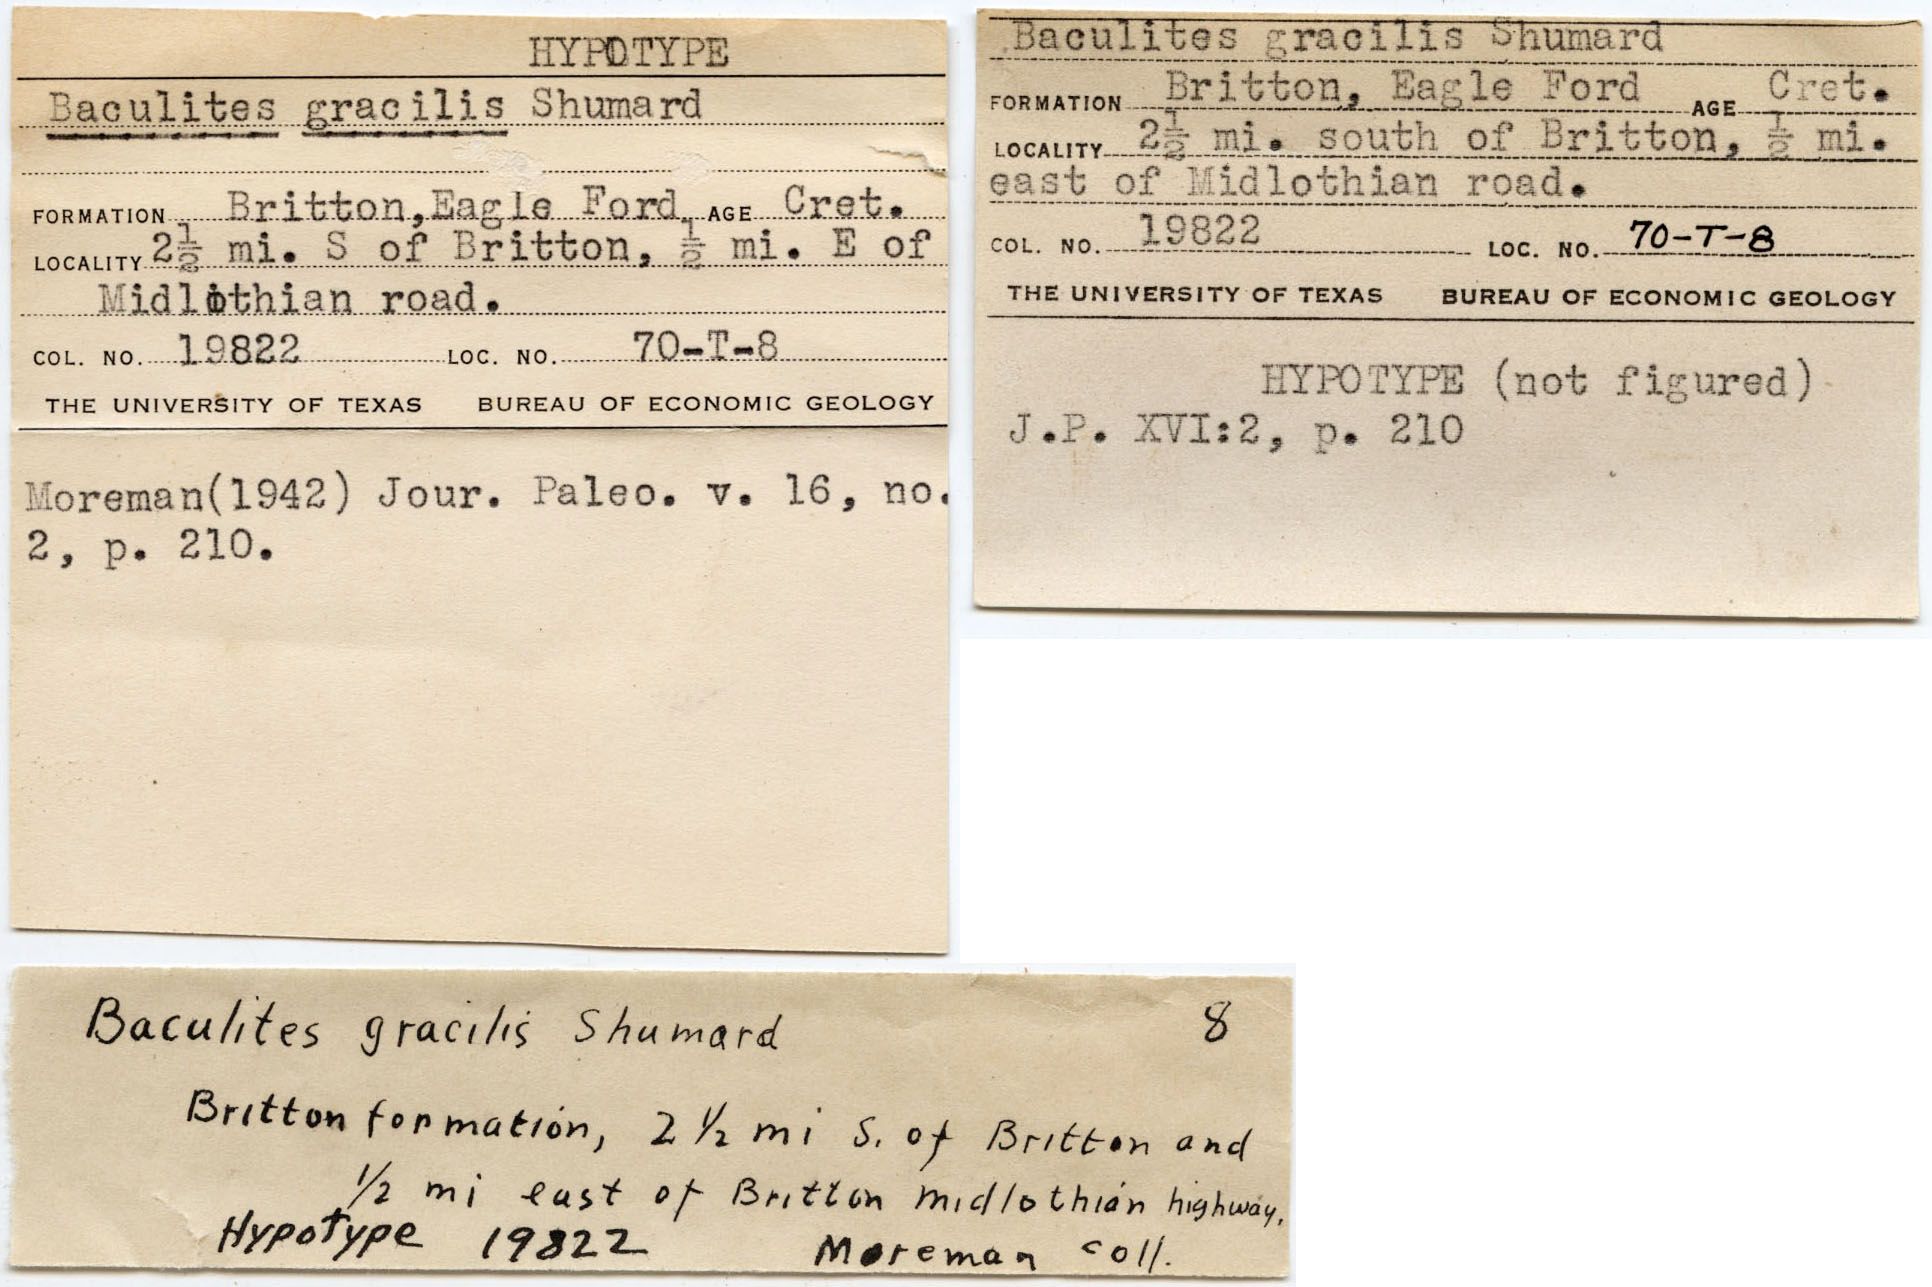 HYPOTYPE
Baculites gracilis Shumard
FORMATION Britton, Eagle Ford AGE Cret.
LOCALITY 2½ mi. S of Britton, ½ mi. E of
Midlothian road.
COL. NO. 19822 LOC. NO. 70-T-8
THE UNIVERSITY OF TEXAS BUREAU OF ECONOMIC GEOLOGY
Moreman(1942) Jour. Paleo. v. 16, no.
2, p. 210.
Baculites gracilis Shumard
FORMATION Britton, Eagle Ford AGE Cret.
LOCALITY 2½ mi. south of Britton, ½ mi.
east of Midlothian road.
COL. NO. 19822 LOC. NO. 70-T-8
THE UNIVERSITY OF TEXAS BUREAU OF ECONOMIC GEOLOGY
HYPOTYPE (not figured)
J.P. XVI:2, p. 210
Baculites gracilis Shumard 8
Britton formation, 2 1/2 mi S. of Britton and
1/2 mi east of Britton midlothian highway.
Hypotype 19822 Moreman coll.